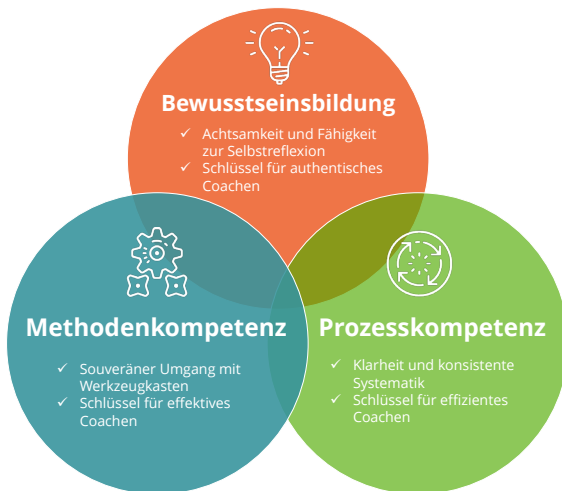 Bewusstseinsbildung
✓ Achtsamkeit und Fähigkeit
zur Selbstreflexion
✓ Schlüssel für authentisches
Coachen
Methodenkompetenz
✓ Souveräner Umgang mit
Werkzeugkasten
✓ Schlüssel für effektives
Coachen
Prozesskompetenz
✓ Klarheit und konsistente
Systematik
✓ Schlüssel für effizientes
Coachen